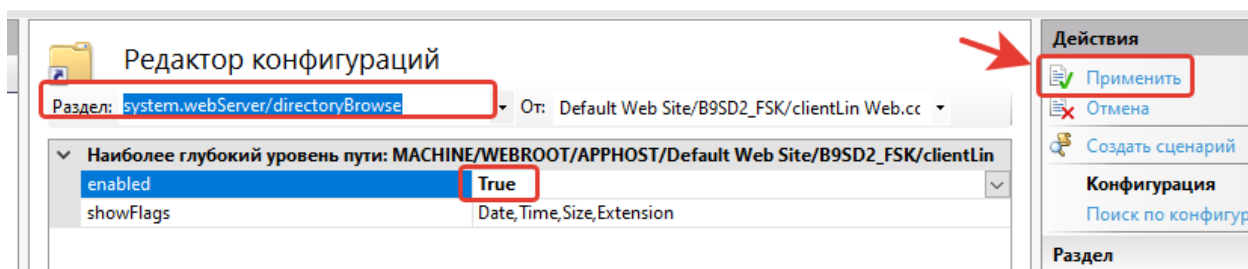 Редактор конфигураций
Раздел: system.webServer/directoryBrowse От: Default Web Site/B9SD2_FSK/clientLin Web.cc
Наиболее глубокий уровень пути: MACHINE/WEBROOT/APPHOST/Default Web Site/B9SD2_FSK/clientLin
enabled True
showFlags Date,Time,Size,Extension
Действия
Применить
Отмена
Создать сценарий
Конфигурация
Поиск по конфигур
Раздел